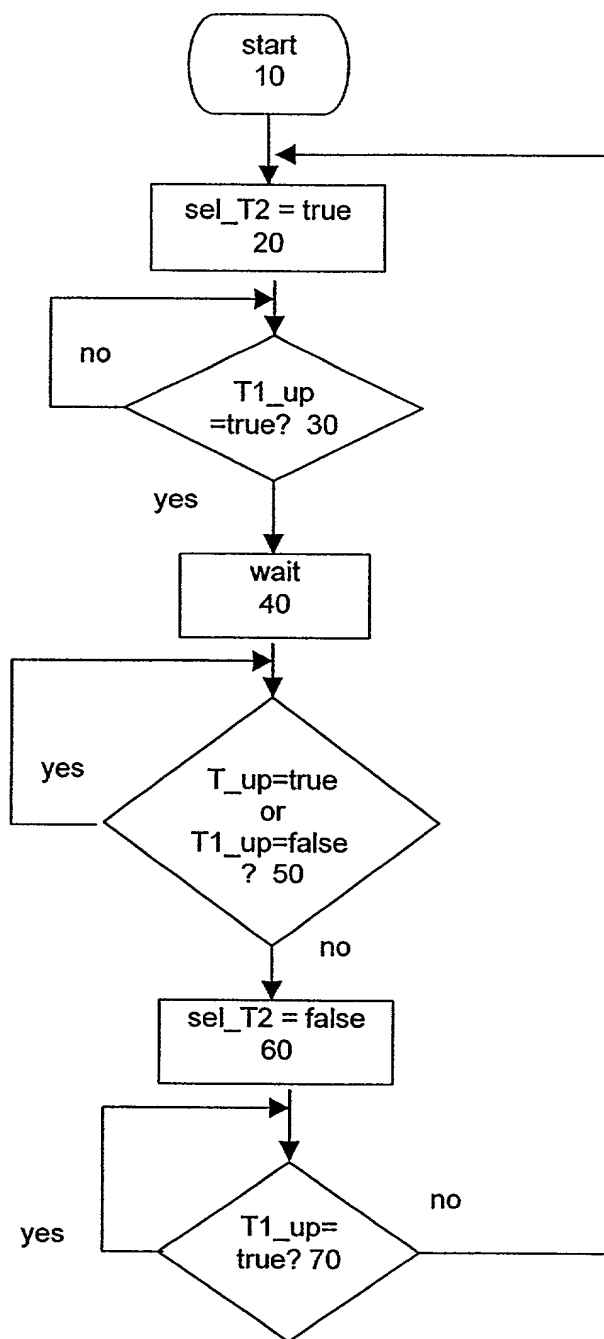 start
10
sel_T2 = true
20
no
T1_up
=true? 30
yes
wait
40
yes
T_up=true
or
T1_up=false
? 50
no
sel_T2 = false
60
no
yes
T1_up=
true? 70